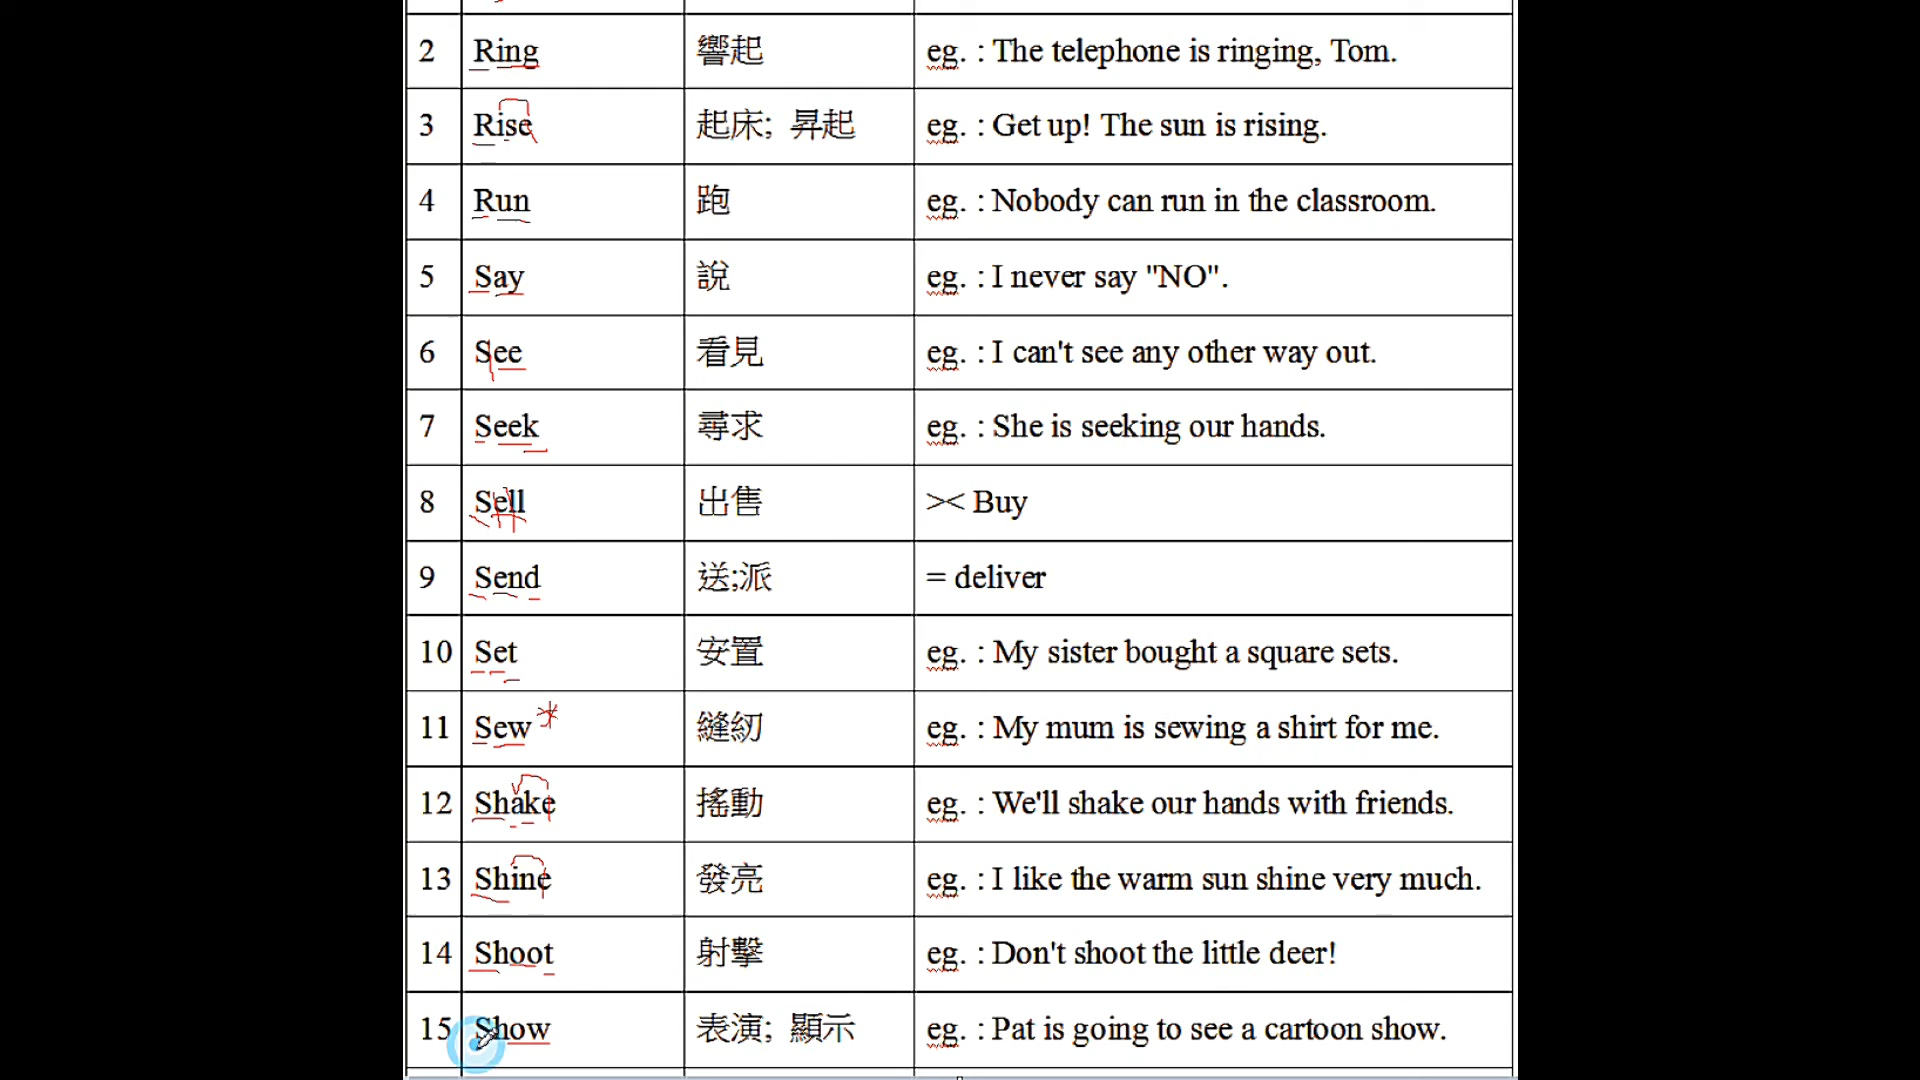 2 Ring 響起 eg. : The telephone is ringing, Tom.
3 Rise 起床; 昇起 eg. : Get up! The sun is rising.
4 Run 跑 eg. : Nobody can run in the classroom.
5 Say 說 eg. : I never say "NO".
6 See 看見 eg. : I can't see any other way out.
7 Seek 尋求 eg. : She is seeking our hands.
8 Sell 出售 >< Buy
9 Send 送;派 = deliver
10 Set 安置 eg. : My sister bought a square sets.
11 Sew * 縫紉 eg. : My mum is sewing a shirt for me.
12 Shake 搖動 eg. : We'll shake our hands with friends.
13 Shine 發亮 eg. : I like the warm sun shine very much.
14 Shoot 射擊 eg. : Don't shoot the little deer!
15 Show 表演; 顯示 eg. : Pat is going to see a cartoon show.